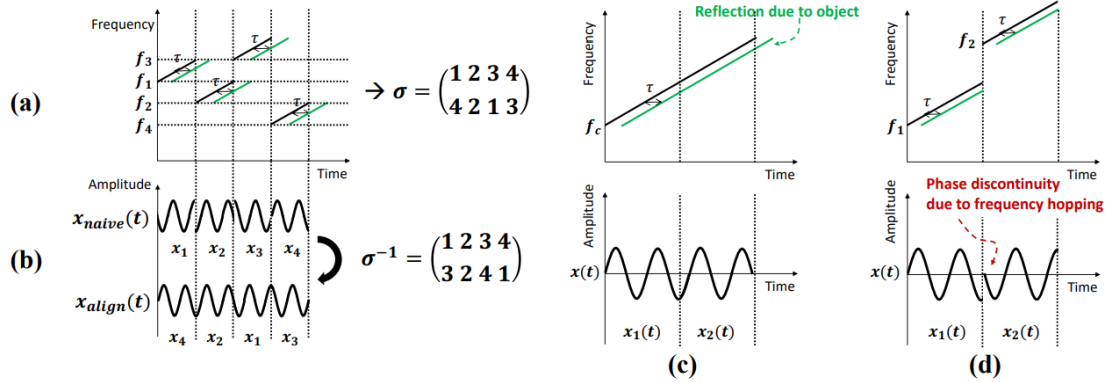 (a)
Frequency
f₃
f₁
f₂
f₄
τ
τ
τ
τ
Time
→ σ = (1 2 3 4
4 2 1 3)
(b)
Amplitude
x_naive(t)
x₁ x₂ x₃ x₄
x_align(t)
x₄ x₂ x₁ x₃
σ⁻¹ = (1 2 3 4
3 2 4 1)
Frequency
Reflection due to object
τ
f_c
Time
Amplitude
x(t)
Time
x₁(t) x₂(t)
(c)
Frequency
f₂
τ
τ
f₁
Time
Phase discontinuity
due to frequency hopping
Amplitude
x(t)
Time
x₁(t) x₂(t)
(d)